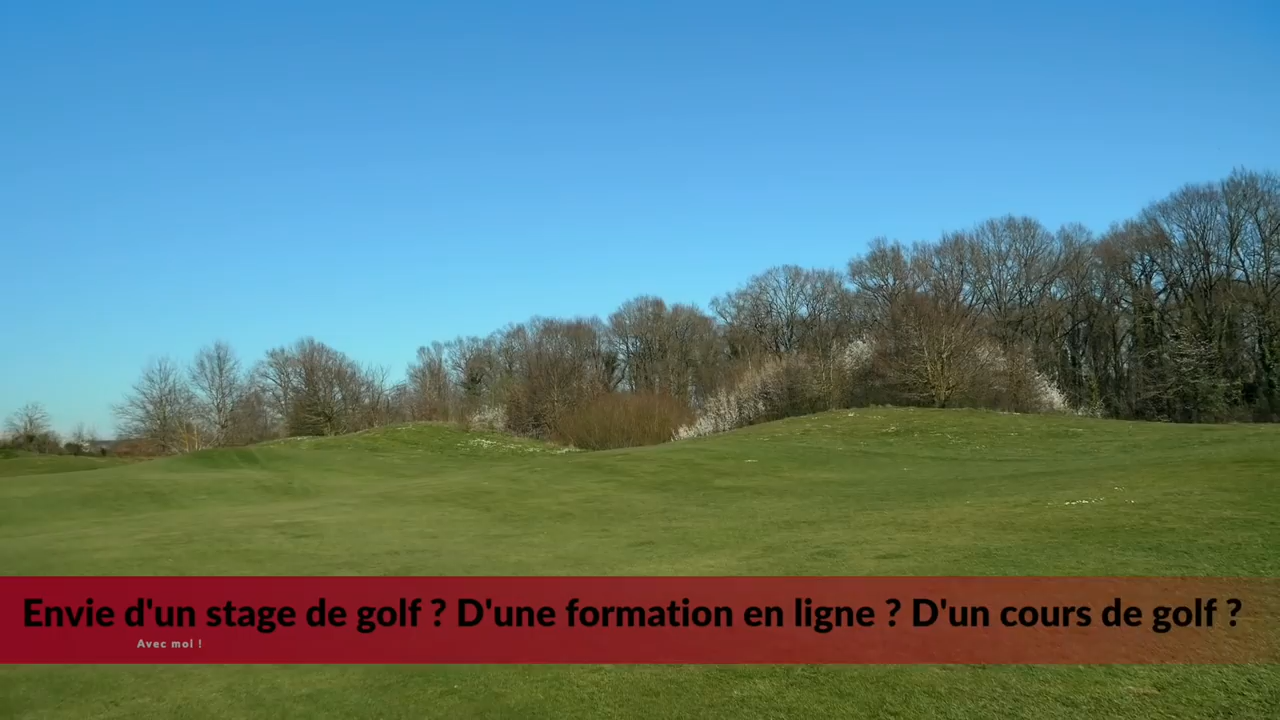 Envie d'un stage de golf ? D'une formation en ligne ? D'un cours de golf ?
Avec moi !